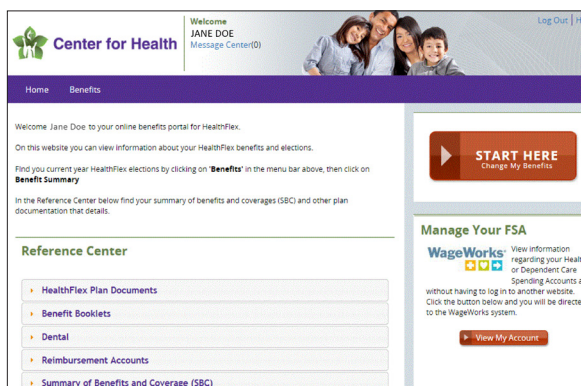 Center for Health
Welcome
JANE DOE
Message Center(0)
Log Out |
Home Benefits
Welcome Jane Doe to your online benefits portal for HealthFlex.
On this website you can view information about your HealthFlex benefits and elections.
Find you current year HealthFlex elections by clicking on 'Benefits' in the menu bar above, then click on
Benefit Summary
In the Reference Center below find your summary of benefits and coverages (SBC) and other plan
documentation that details.
Reference Center
HealthFlex Plan Documents
Benefit Booklets
Dental
Reimbursement Accounts
Summary of Benefits and Coverage (SBC)
START HERE
Change My Benefits
Manage Your FSA
WageWorks
View information
regarding your Healt
or Dependent Care
Spending Accounts a
without having to log in to another website.
Click the button below and you will be directe
to the WageWorks system.
View My Account